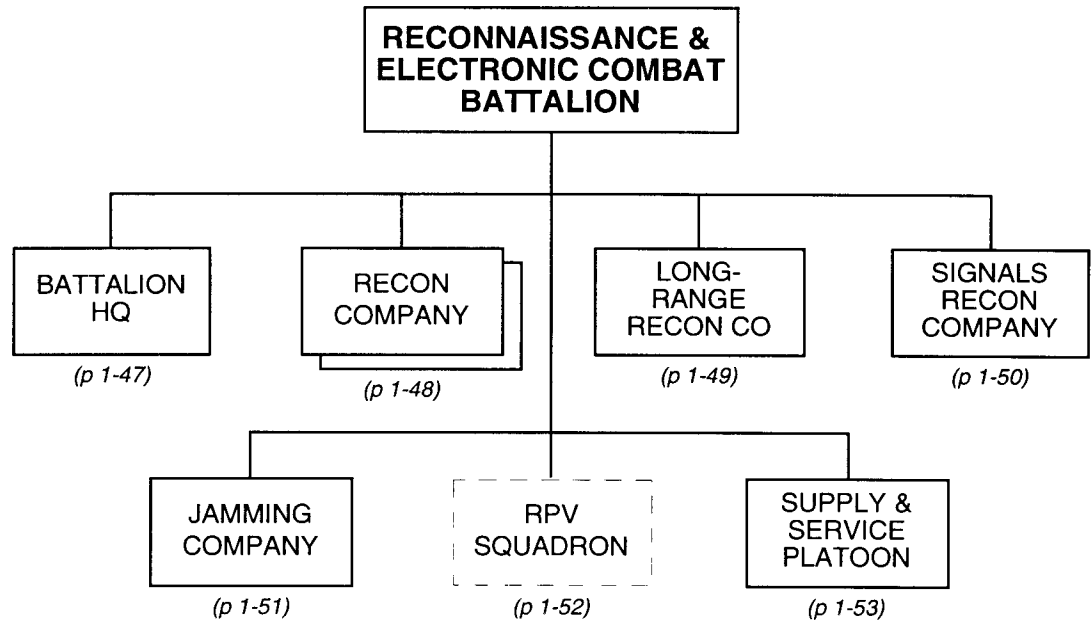 RECONNAISSANCE &
ELECTRONIC COMBAT
BATTALION
BATTALION
HQ
(p 1-47)
RECON
COMPANY
(p 1-48)
LONG-
RANGE
RECON CO
(p 1-49)
SIGNALS
RECON
COMPANY
(p 1-50)
JAMMING
COMPANY
(p 1-51)
RPV
SQUADRON
(p 1-52)
SUPPLY &
SERVICE
PLATOON
(p 1-53)